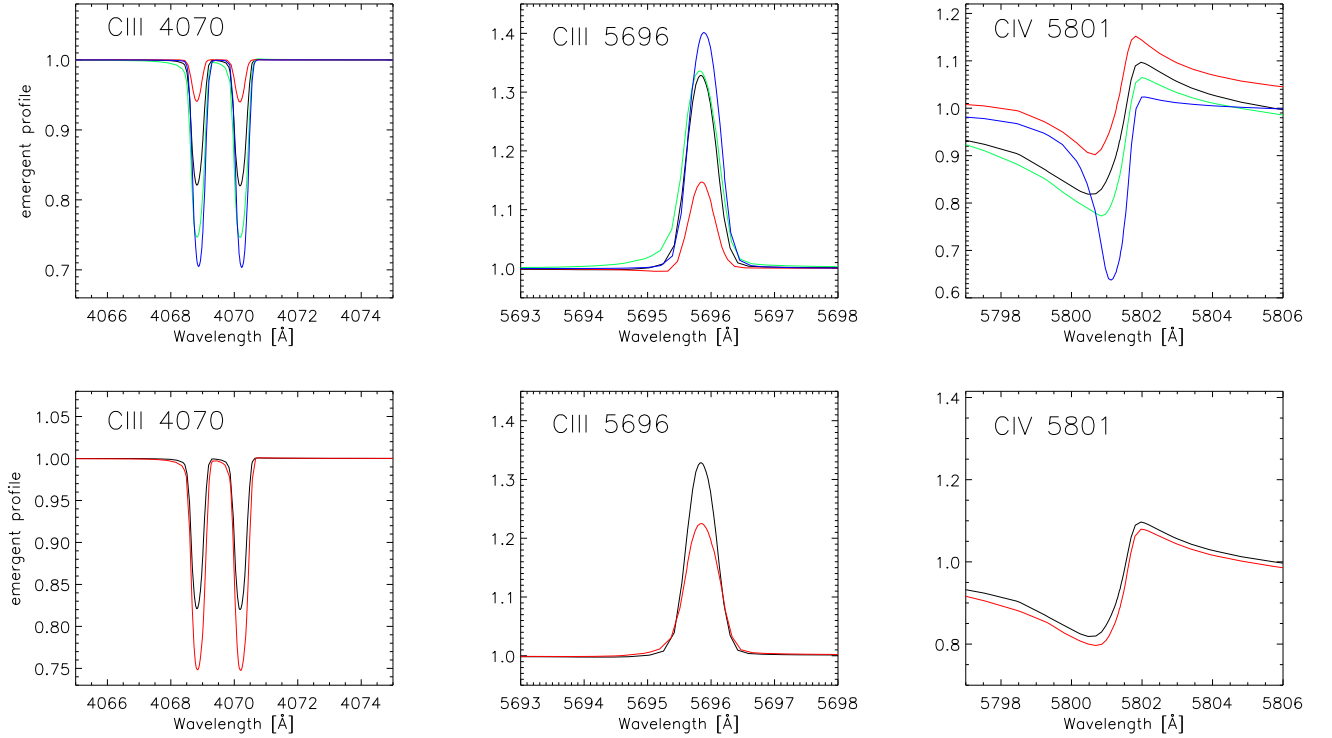 CIII 4070
emergent profile
1.0
0.9
0.8
0.7
4066 4068 4070 4072 4074
Wavelength [Å]
CIII 5696
1.4
1.3
1.2
1.1
1.0
5693 5694 5695 5696 5697 5698
Wavelength [Å]
CIV 5801
1.2
1.1
1.0
0.9
0.8
0.7
0.6
5798 5800 5802 5804 5806
Wavelength [Å]
CIII 4070
emergent profile
1.05
1.00
0.95
0.90
0.85
0.80
0.75
4066 4068 4070 4072 4074
Wavelength [Å]
CIII 5696
1.4
1.3
1.2
1.1
1.0
5693 5694 5695 5696 5697 5698
Wavelength [Å]
CIV 5801
1.4
1.2
1.0
0.8
5798 5800 5802 5804 5806
Wavelength [Å]